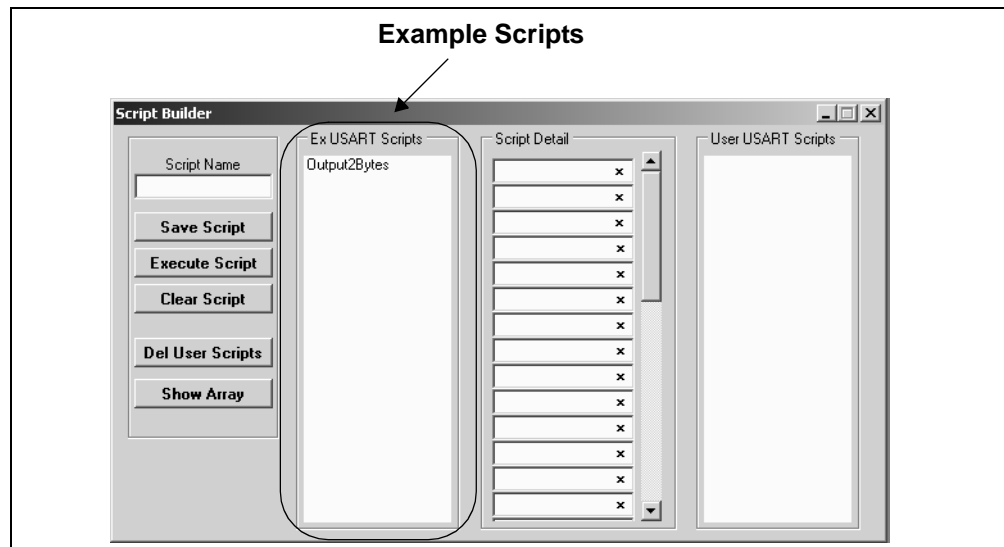 Example Scripts
Script Builder
Script Name
Save Script
Execute Script
Clear Script
Del User Scripts
Show Array
Ex USART Scripts
Output2Bytes
Script Detail
x
x
x
x
x
x
x
x
x
x
x
x
x
x
User USART Scripts